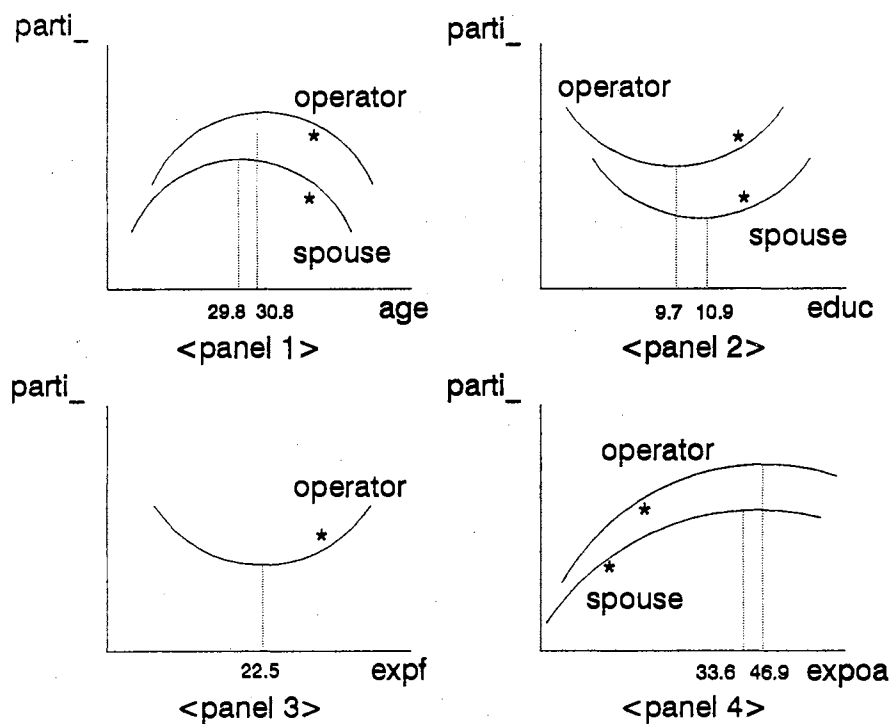 parti_
operator
*
*
spouse
29.8 30.8 age
<panel 1>
parti_
operator
*
*
spouse
9.7 10.9 educ
<panel 2>
parti_
operator
*
22.5 expf
<panel 3>
parti_
operator
*
*
spouse
33.6 46.9 expoa
<panel 4>